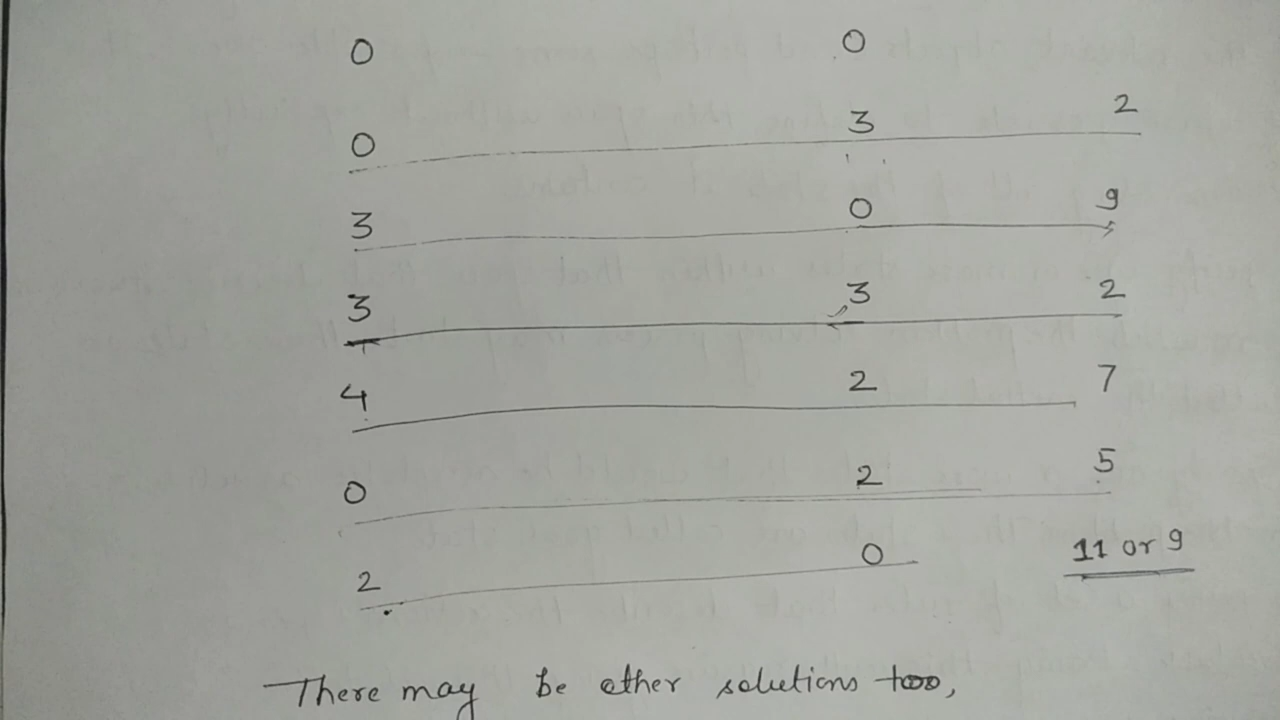 0 0
0 3 2
3 0 9
3 3 2
4 2 7
0 2 5
2 0 11 or 9
There may be other solutions too,